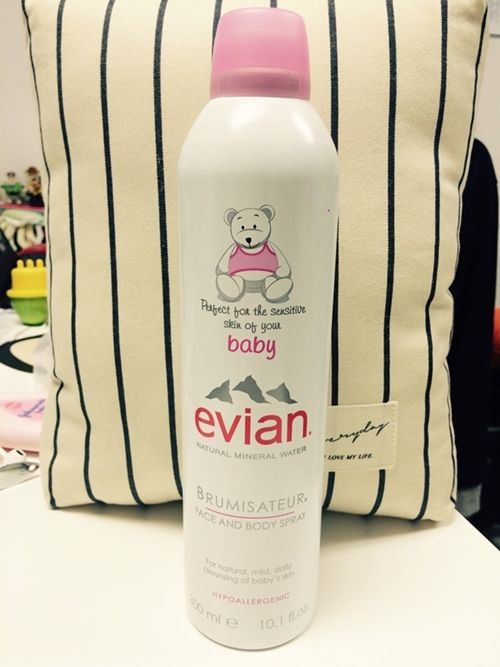 Perfect for the sensitive
skin of your
baby
evian.
NATURAL MINERAL WATER
BRUMISATEUR®
FACE AND BODY SPRAY
For natural, mild, daily
cleansing of baby's skin
HYPOALLERGENIC
300 ml e 10.1 fl.oz.
everyday
I LOVE MY LIFE.